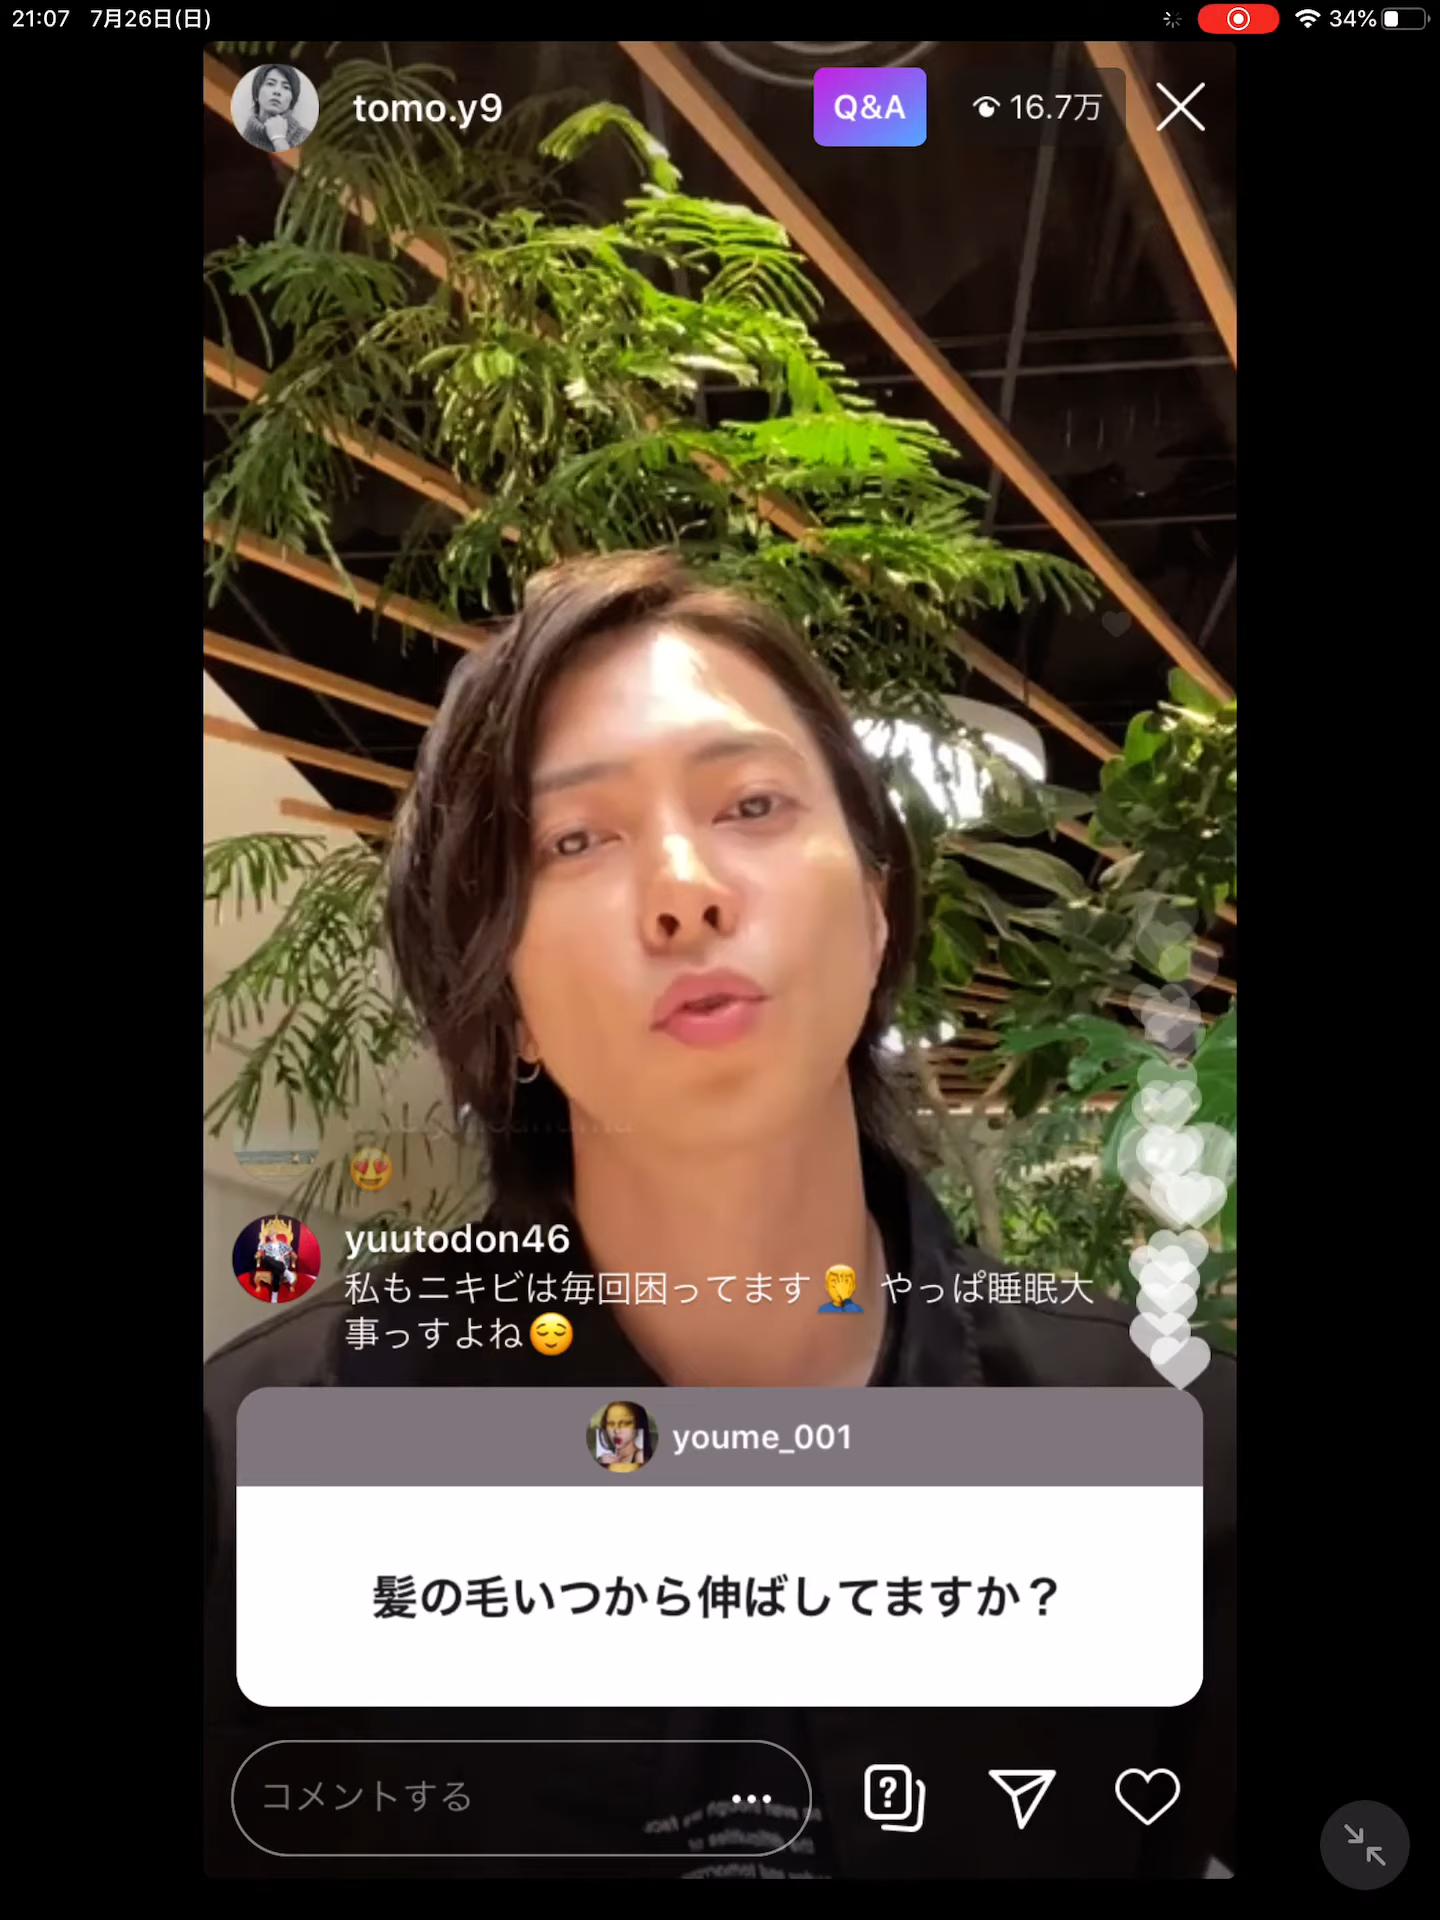 21:07 7月26日(日)
34%
tomo.y9
Q&A
16.7万
yuutodon46
私もニキビは毎回困ってます🤦 やっぱ睡眠大
事っすよね😌
youme_001
髪の毛いつから伸ばしてますか？
コメントする